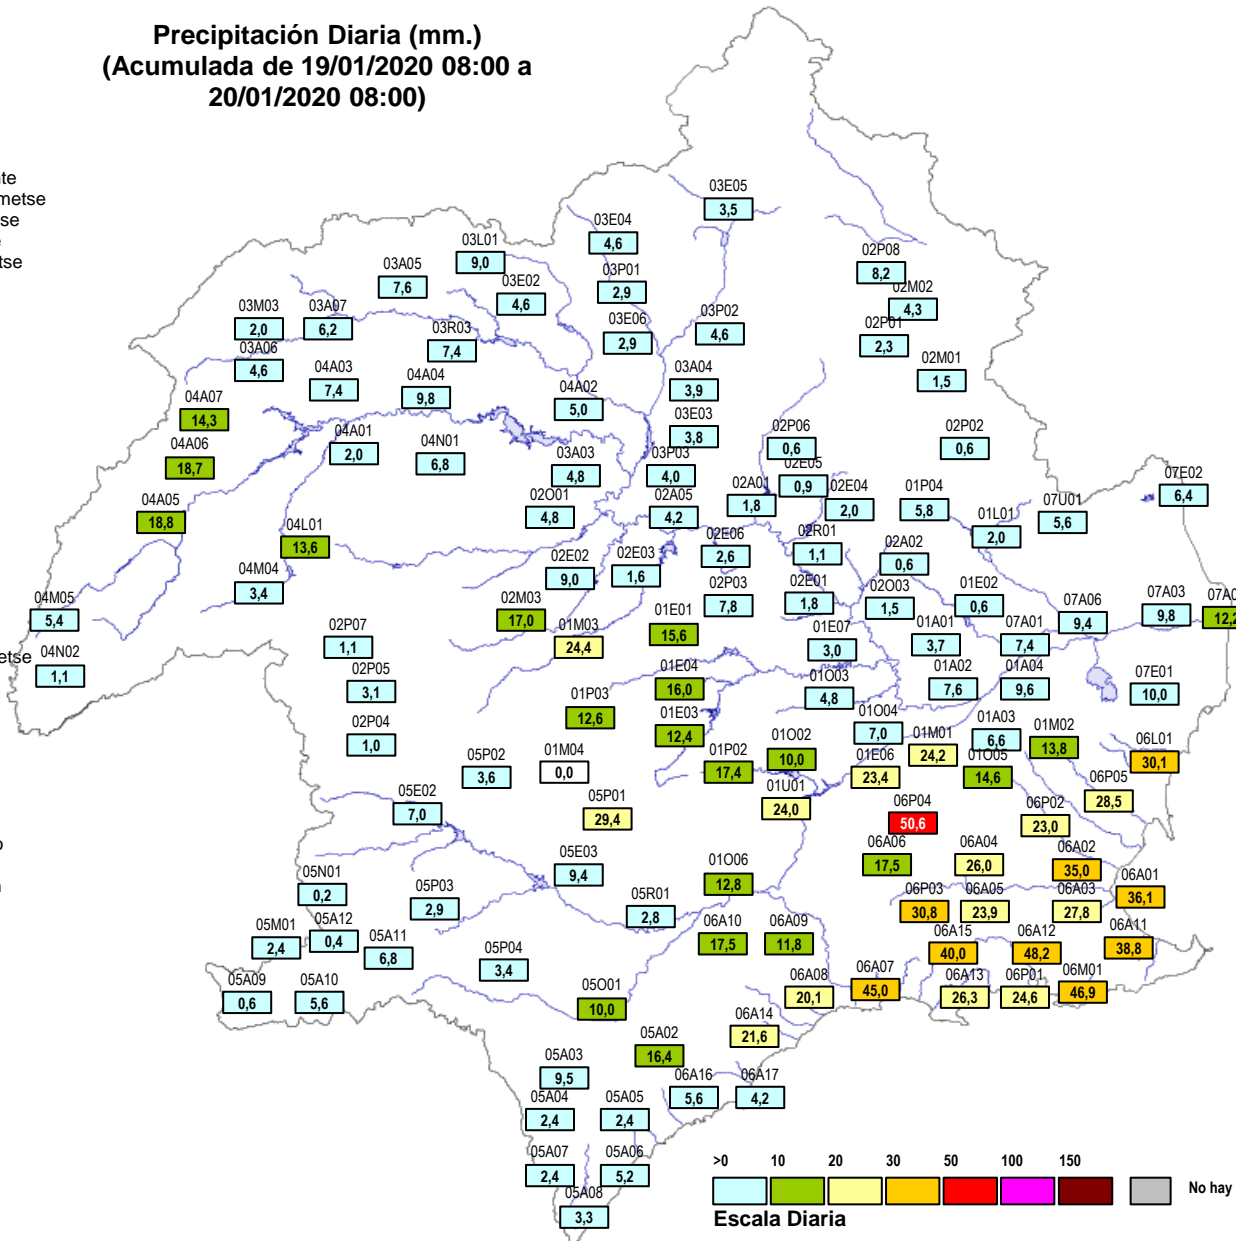 Precipitación Diaria (mm.)
(Acumulada de 19/01/2020 08:00 a
20/01/2020 08:00)
03E05
3,5
03E04
4,6
03L01
9,0
03A05
7,6
03E02
4,6
03P01
2,9
02P08
8,2
02M02
4,3
03M03
2,0
03A07
6,2
03R03
7,4
03E06
2,9
03P02
4,6
02P01
2,3
03A06
4,6
04A03
7,4
04A04
9,8
04A02
5,0
03A04
3,9
02M01
1,5
04A07
14,3
03E03
3,8
04A01
2,0
04N01
6,8
02P06
0,6
02P02
0,6
04A06
18,7
03A03
4,8
03P03
4,0
02E05
0,9
07E02
6,4
04A05
18,8
02O01
4,8
02A05
4,2
02A01
1,8
02E04
2,0
01P04
5,8
07U01
5,6
04L01
13,6
01L01
2,0
02E06
2,6
02R01
1,1
02A02
0,6
04M04
3,4
02E02
9,0
02E03
1,6
02P03
7,8
02E01
1,8
02O03
1,5
01E02
0,6
07A03
9,8
07A0
12,2
04M05
5,4
02M03
17,0
01M03
24,4
01E01
15,6
07A06
9,4
02P07
1,1
01E07
3,0
01A01
3,7
07A01
7,4
etse
04N02
1,1
02P05
3,1
01E04
16,0
01O03
4,8
01A02
7,6
01A04
9,6
07E01
10,0
01P03
12,6
01E03
12,4
02P04
1,0
01O04
7,0
01A03
6,6
01M02
13,8
01M01
24,2
05P02
3,6
01M04
0,0
01P02
17,4
01O02
10,0
01E06
23,4
01O05
14,6
06L01
30,1
05E02
7,0
05P01
29,4
01U01
24,0
06P04
50,6
06P02
23,0
06P05
28,5
05E03
9,4
01O06
12,8
06A06
17,5
06A04
26,0
06A02
35,0
05N01
0,2
05P03
2,9
05R01
2,8
06P03
30,8
06A05
23,9
06A03
27,8
06A01
36,1
05M01
2,4
05A12
0,4
05A11
6,8
06A10
17,5
06A09
11,8
06A15
40,0
06A12
48,2
06A11
38,8
05P04
3,4
05A09
0,6
05A10
5,6
05O01
10,0
06A08
20,1
06A07
45,0
06A13
26,3
06P01
24,6
06M01
46,9
05A02
16,4
06A14
21,6
05A03
9,5
06A16
5,6
06A17
4,2
05A04
2,4
05A05
2,4
05A07
2,4
05A06
5,2
05A08
3,3
>0 10 20 30 50 100 150
No hay
Escala Diaria